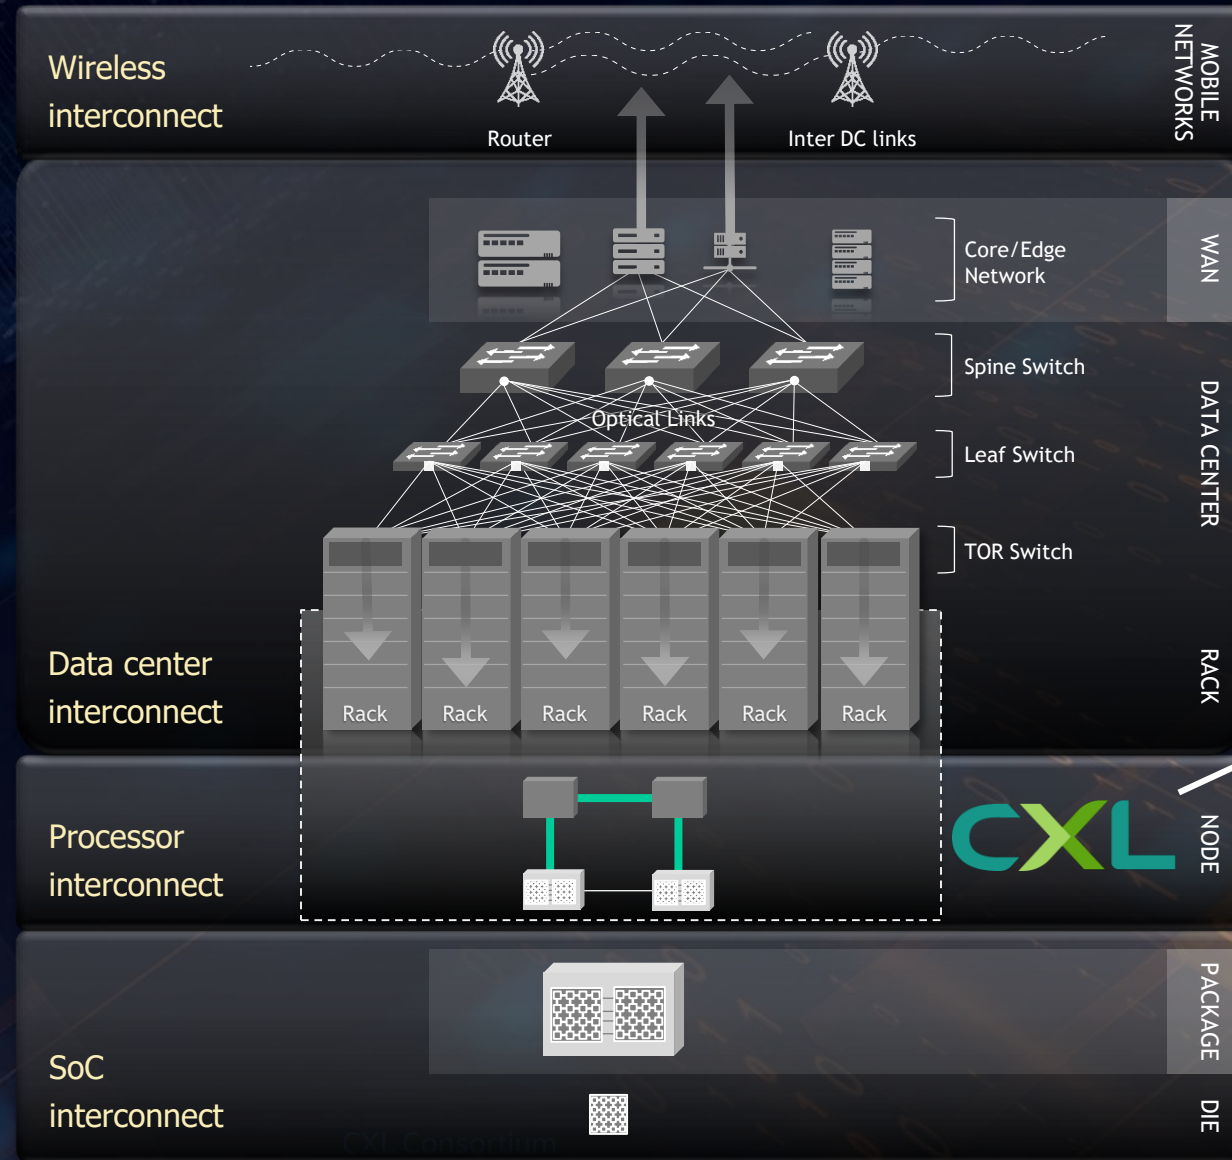 Wireless
interconnect
Router
Inter DC links
MOBILE
NETWORKS
Core/Edge
Network
WAN
Spine Switch
Optical Links
Leaf Switch
DATA CENTER
TOR Switch
Data center
interconnect
Rack
Rack
Rack
Rack
Rack
Rack
RACK
Processor
interconnect
CXL
NODE
PACKAGE
SoC
interconnect
DIE
CXL Consortium